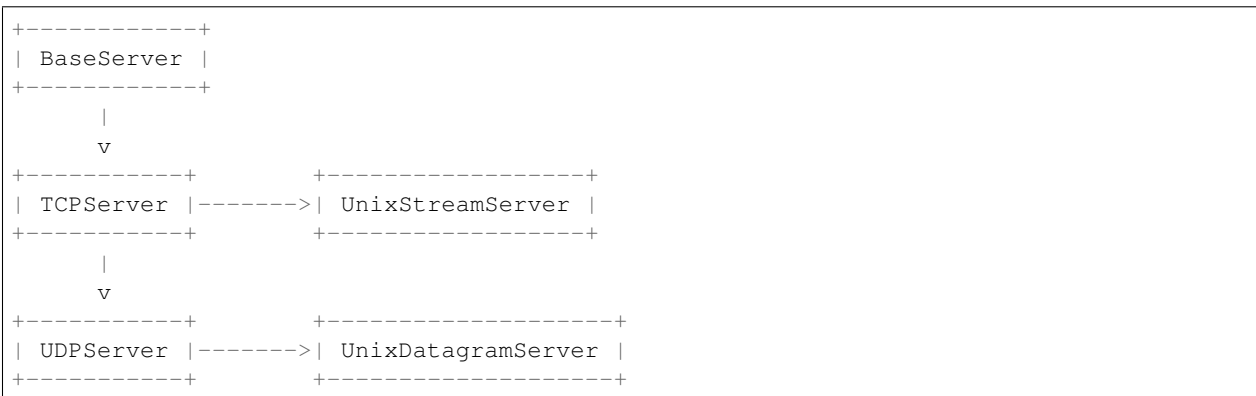 +------------+
| BaseServer |
+------------+
      |
      v
+-----------+        +------------------+
| TCPServer |------->| UnixStreamServer |
+-----------+        +------------------+
      |
      v
+-----------+        +--------------------+
| UDPServer |------->| UnixDatagramServer |
+-----------+        +--------------------+